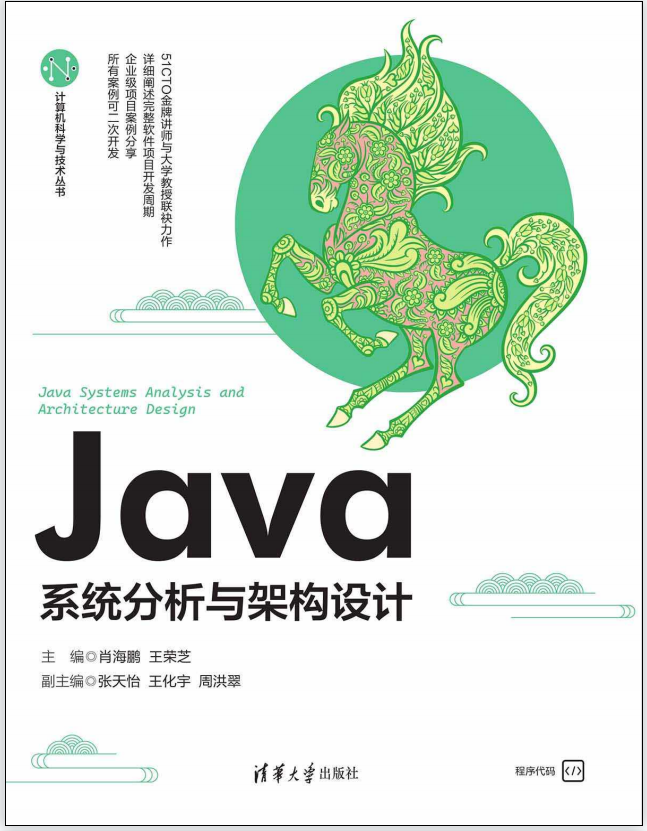 计算机科学与技术丛书
51CTO金牌讲师与大学教授联袂力作
详细阐述完整软件项目开发周期
企业级项目案例分享
所有案例可二次开发
Java Systems Analysis and
Architecture Design
Java
系统分析与架构设计
主 编◎肖海鹏 王荣芝
副主编◎张天怡 王化宇 周洪翠
清华大学出版社
程序代码 </>